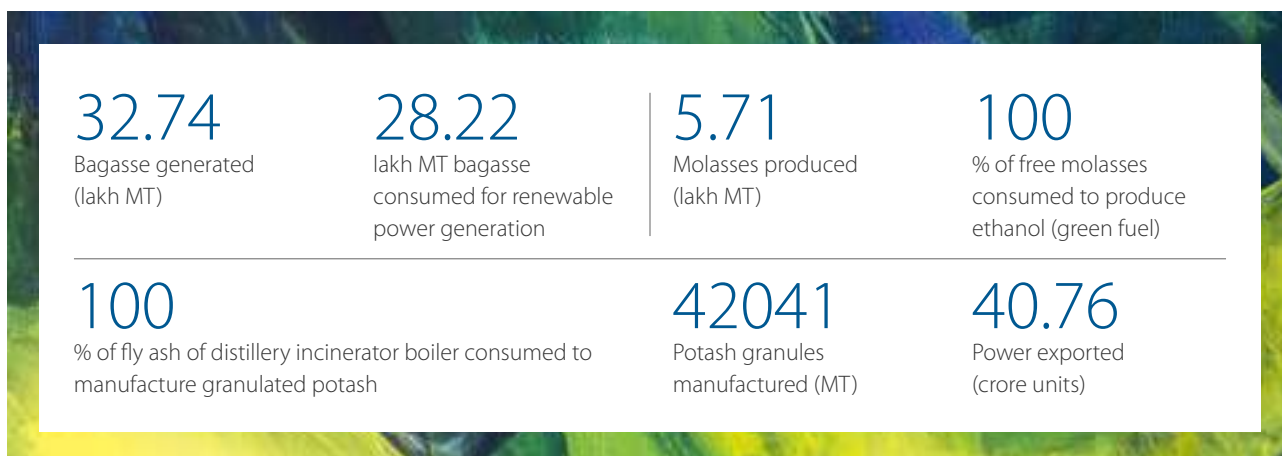 32.74
Bagasse generated
(lakh MT)
28.22
lakh MT bagasse
consumed for renewable
power generation
5.71
Molasses produced
(lakh MT)
100
% of free molasses
consumed to produce
ethanol (green fuel)
100
% of fly ash of distillery incinerator boiler consumed to
manufacture granulated potash
42041
Potash granules
manufactured (MT)
40.76
Power exported
(crore units)